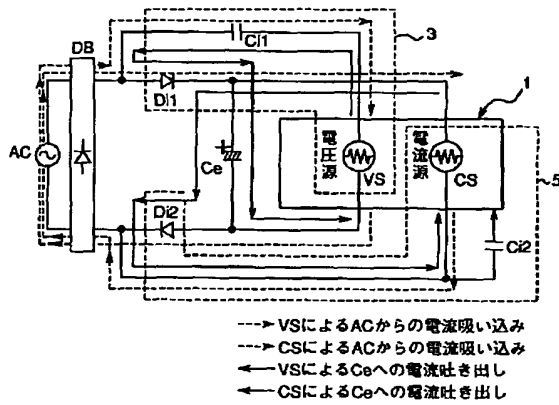 Ci1
3
DB
Di1
1
AC
Ce
電圧源
VS
電流源
CS
5
Di2
Ci2
VSによるACからの電流吸い込み
CSによるACからの電流吸い込み
VSによるCeへの電流吐き出し
CSによるCeへの電流吐き出し